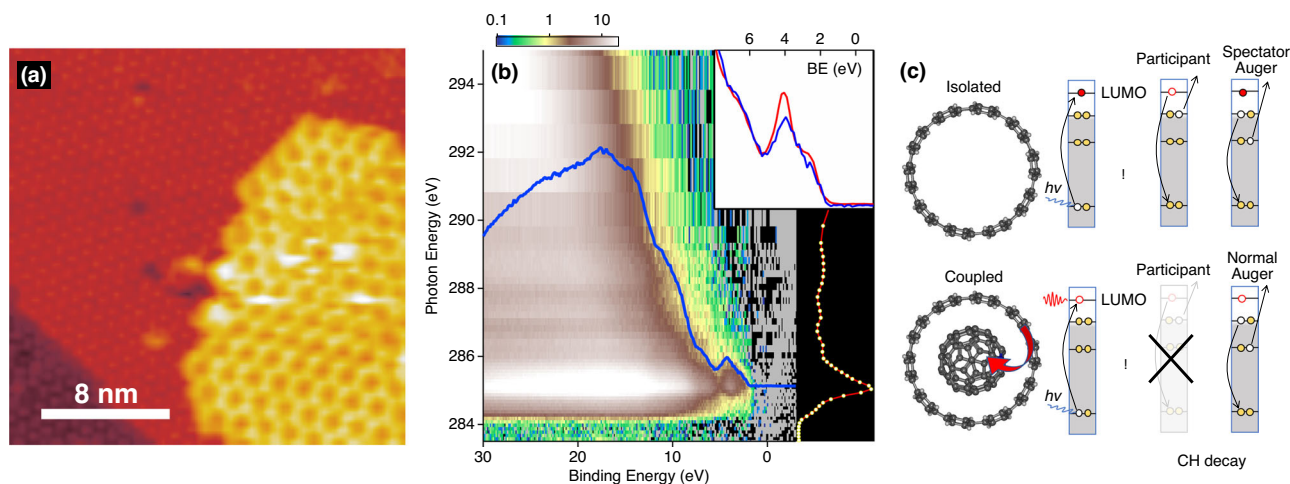 (a)
8 nm
0.1 1 10
(b)
6 4 2 0
BE (eV)
294
292
290
288
286
284
Photon Energy (eV)
30 20 10 0
Binding Energy (eV)
(c)
Isolated
LUMO
hν
!
Participant
Spectator
Auger
Coupled
LUMO
hν
!
Participant
Normal
Auger
CH decay